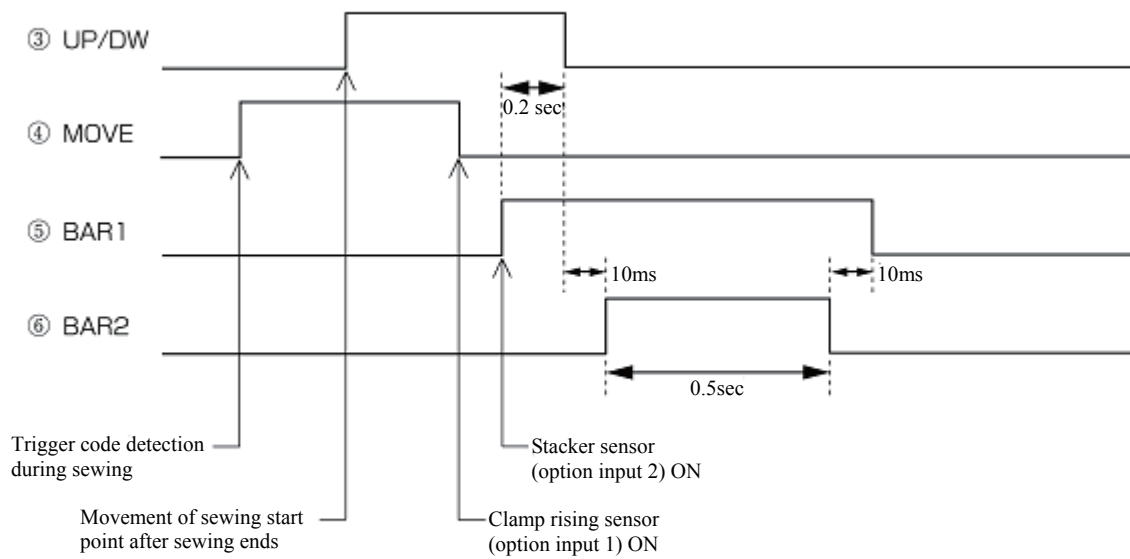 ③ UP/DW
0.2 sec
④ MOVE
⑤ BAR1
10ms
10ms
⑥ BAR2
0.5sec
Trigger code detection
during sewing
Stacker sensor
(option input 2) ON
Movement of sewing start
point after sewing ends
Clamp rising sensor
(option input 1) ON